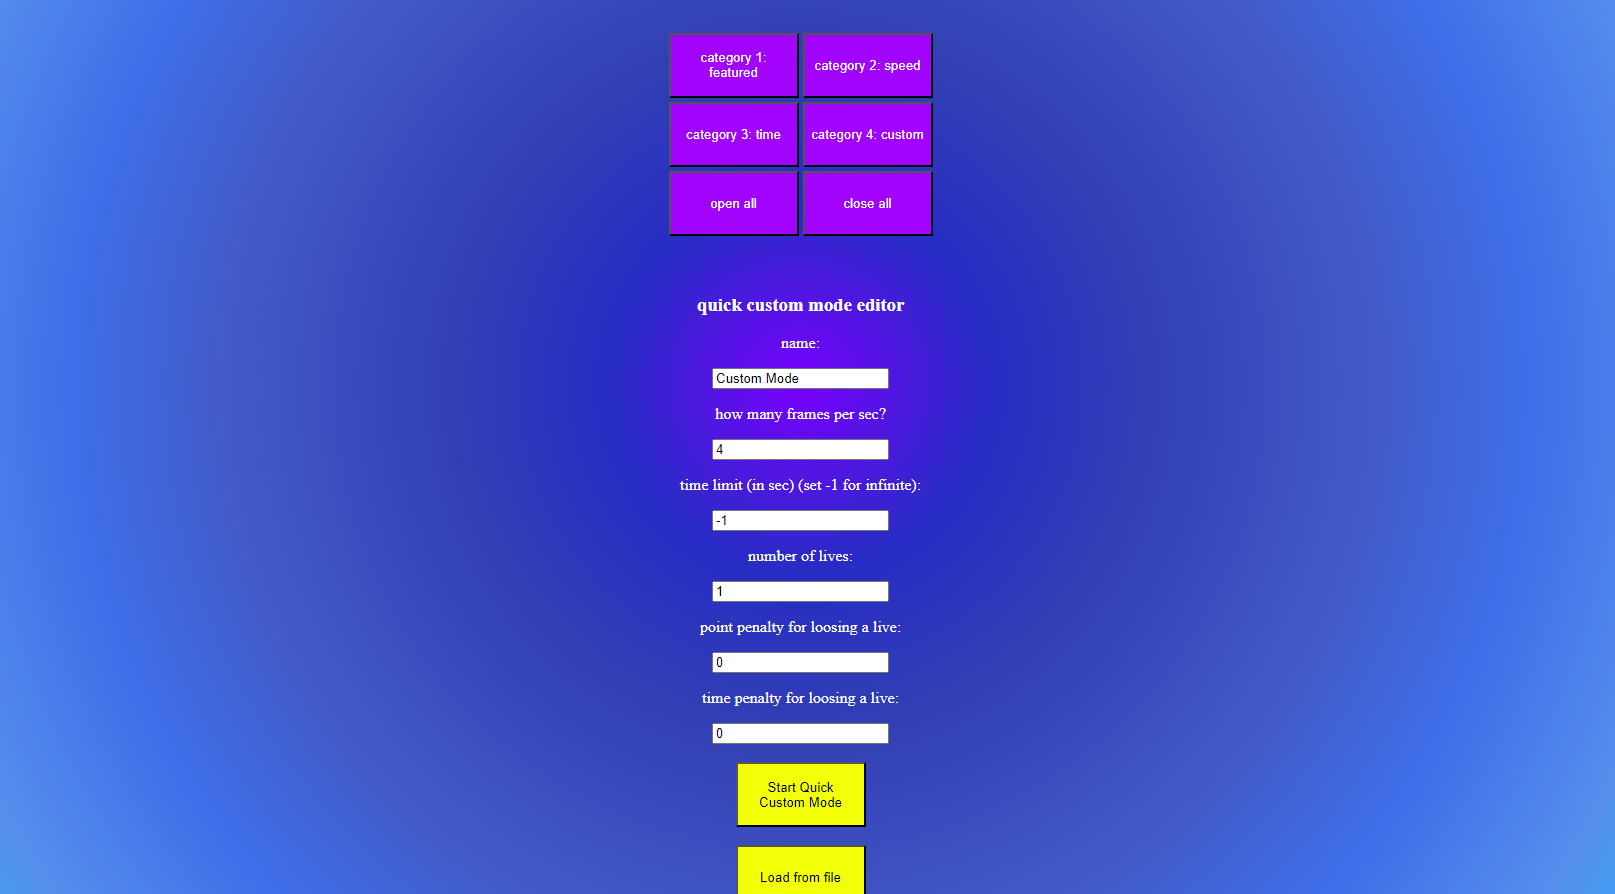 category 1:
featured
category 2: speed
category 3: time
category 4: custom
open all
close all
quick custom mode editor
name:
Custom Mode
how many frames per sec?
4
time limit (in sec) (set -1 for infinite):
-1
number of lives:
1
point penalty for loosing a live:
0
time penalty for loosing a live:
0
Start Quick
Custom Mode
Load from file